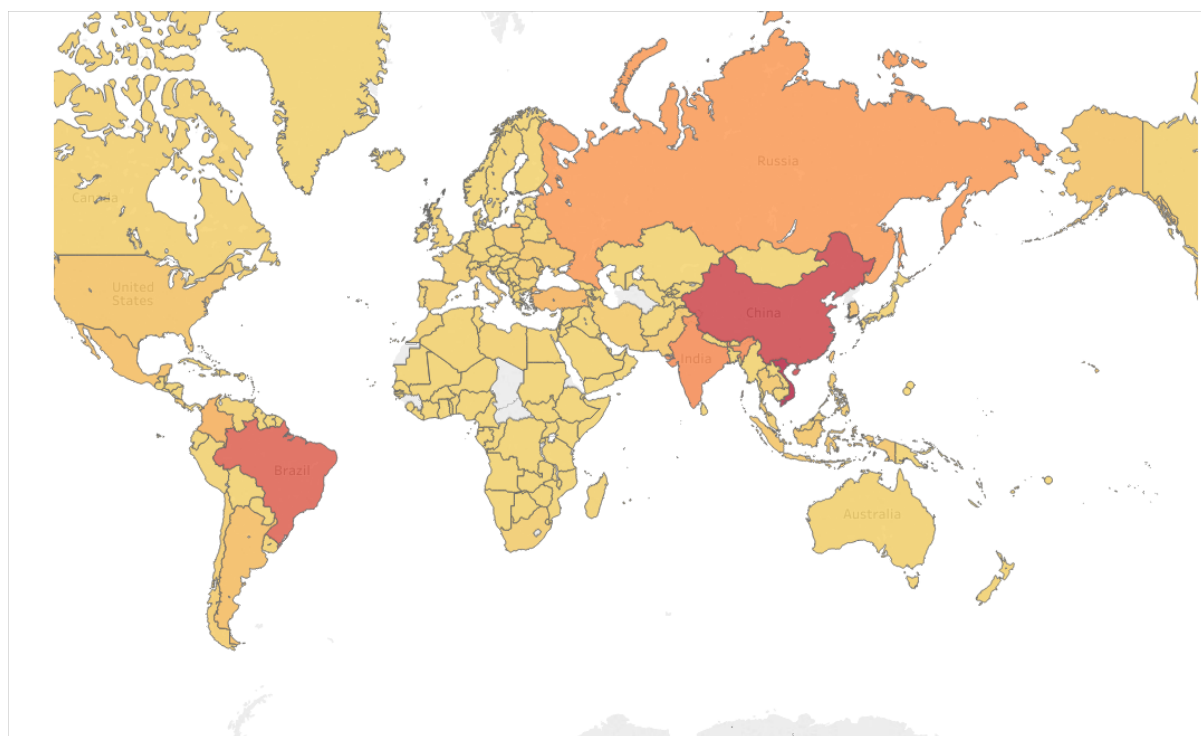 Russia
Canada
United
States
China
India
Brazil
Australia